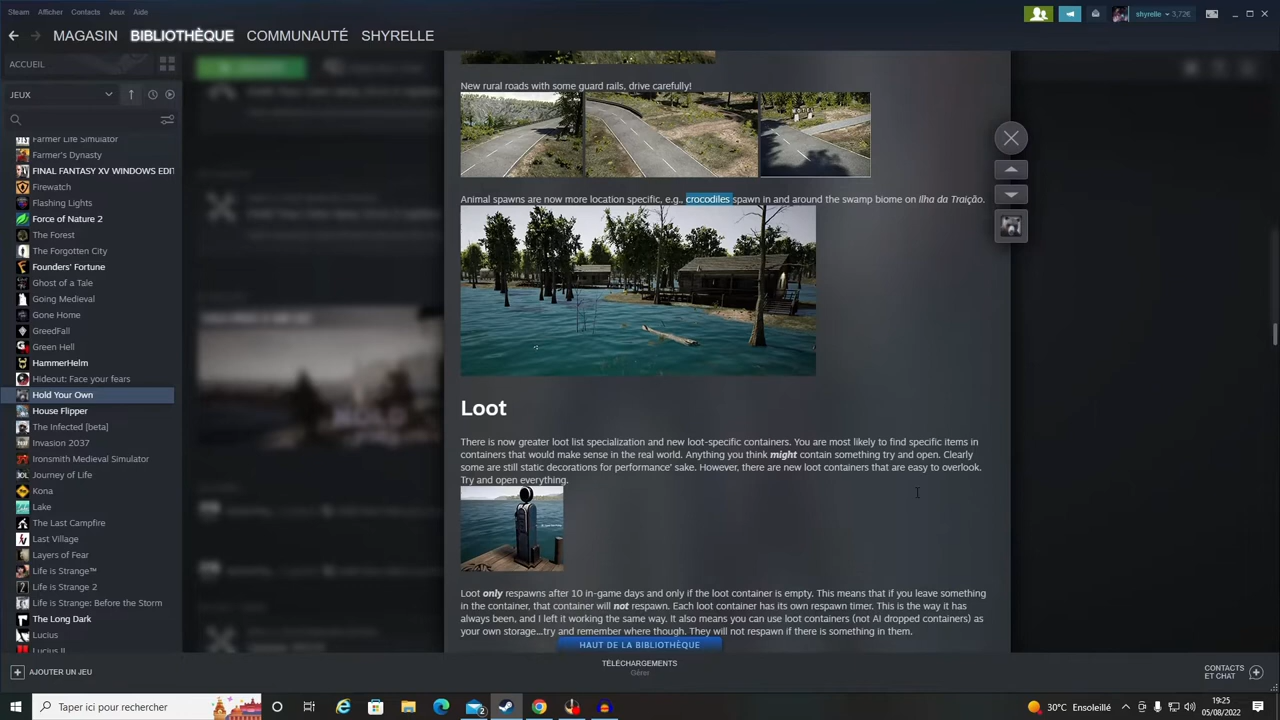 Steam Afficher Contacts Jeux Aide
shyrelle 3,72€
MAGASIN BIBLIOTHÈQUE COMMUNAUTÉ SHYRELLE
ACCUEIL
JEUX
Farmer Life Simulator
Farmer's Dynasty
FINAL FANTASY XV WINDOWS EDIT
Firewatch
Flashing Lights
Force of Nature 2
The Forest
The Forgotten City
Founders' Fortune
Ghost of a Tale
Going Medieval
Gone Home
GreedFall
Green Hell
HammerHelm
Hideout: Face your fears
Hold Your Own
House Flipper
The Infected [beta]
Invasion 2037
Ironsmith Medieval Simulator
Journey of Life
Kona
Lake
The Last Campfire
Last Village
Layers of Fear
Life is Strange™
Life is Strange 2
Life is Strange: Before the Storm
The Long Dark
Lucius
Lucius II
AJOUTER UN JEU
New rural roads with some guard rails, drive carefully!
MOTEL
Animal spawns are now more location specific, e.g., crocodiles spawn in and around the swamp biome on Ilha da Traição.
Loot
There is now greater loot list specialization and new loot-specific containers. You are most likely to find specific items in
containers that would make sense in the real world. Anything you think might contain something try and open. Clearly
some are still static decorations for performance' sake. However, there are new loot containers that are easy to overlook.
Try and open everything.
Loot only respawns after 10 in-game days and only if the loot container is empty. This means that if you leave something
in the container, that container will not respawn. Each loot container has its own respawn timer. This is the way it has
always been, and I left it working the same way. It also means you can use loot containers (not AI dropped containers) as
your own storage...try and remember where though. They will not respawn if there is something in them.
HAUT DE LA BIBLIOTHÈQUE
TÉLÉCHARGEMENTS
Gérer
CONTACTS
ET CHAT
Taper ici pour rechercher
2
30°C Ensoleillé
19:25
05/08/2022